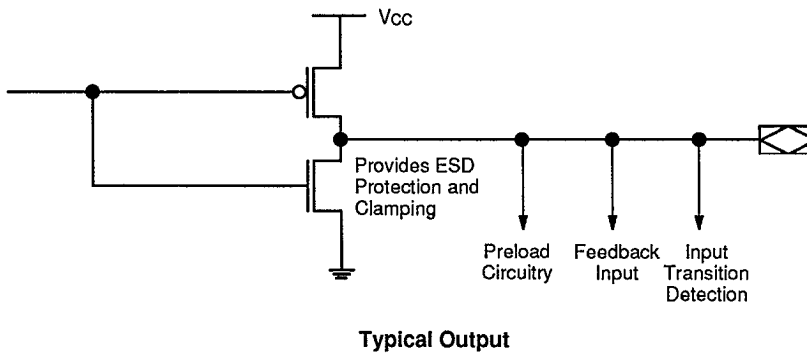 Vcc
Provides ESD
Protection and
Clamping
Preload
Circuitry
Feedback
Input
Input
Transition
Detection
Typical Output